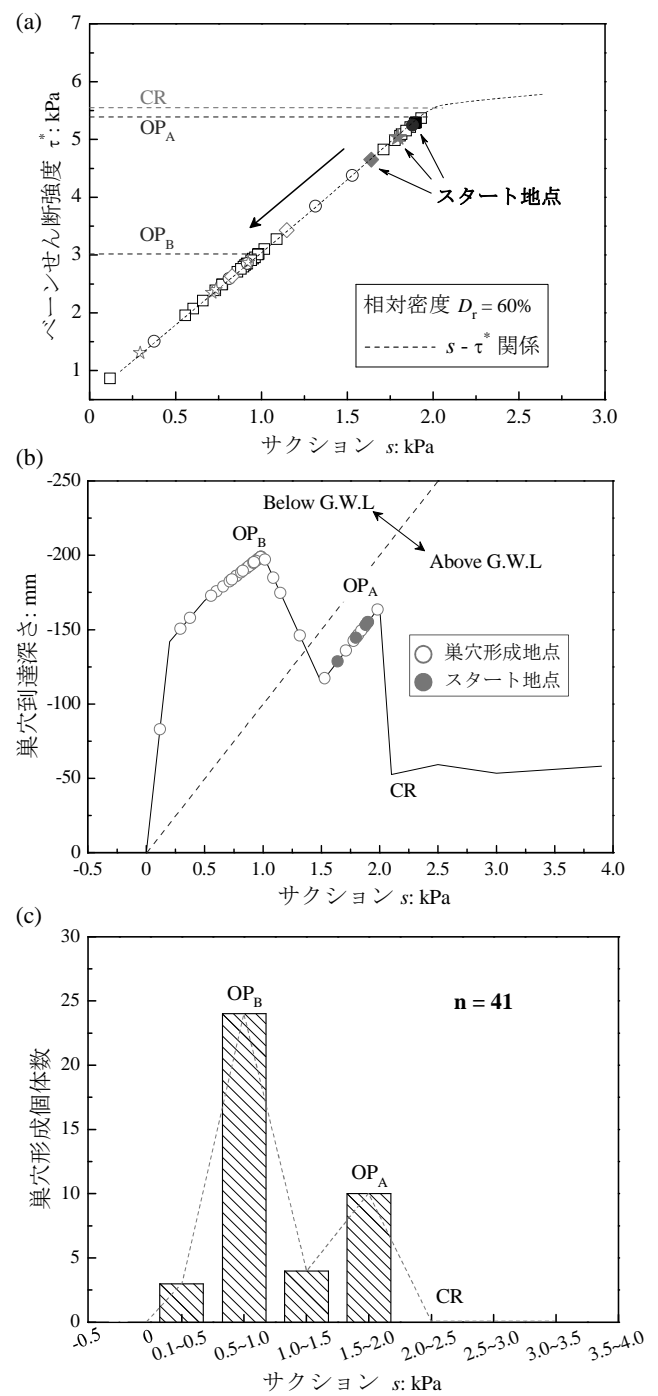 (a)
7
6
5
4
3
2
1
ベーンせん断強度 τ*: kPa
CR
OP_A
OP_B
スタート地点
相対密度 D_r = 60%
s - τ* 関係
0 0.5 1.0 1.5 2.0 2.5 3.0
サクション s: kPa
(b)
-250
-200
-150
-100
-50
0
巣穴到達深さ: mm
Below G.W.L
Above G.W.L
OP_B
OP_A
巣穴形成地点
スタート地点
CR
-0.5 0 0.5 1.0 1.5 2.0 2.5 3.0 3.5 4.0
サクション s: kPa
(c)
30
25
20
15
10
5
0
巣穴形成個体数
OP_B
n = 41
OP_A
CR
-0.5 0 0.1~0.5 0.5~1.0 1.0~1.5 1.5~2.0 2.0~2.5 2.5~3.0 3.0~3.5 3.5~4.0
サクション s: kPa